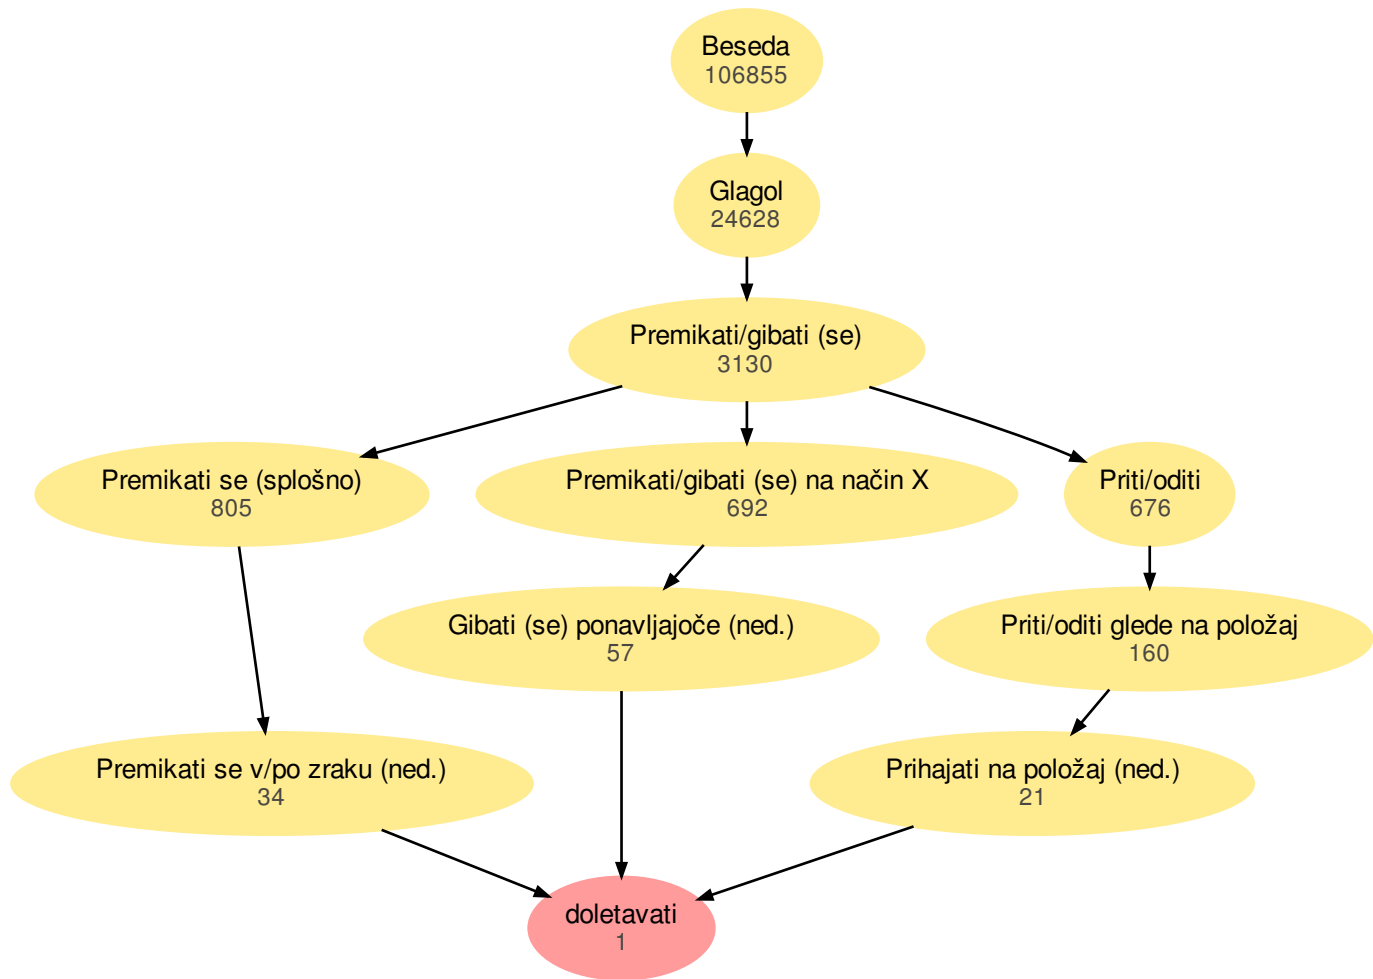 Beseda
106855
Glagol
24628
Premikati/gibati (se)
3130
Premikati se (splošno)
805
Premikati/gibati (se) na način X
692
Priti/oditi
676
Gibati (se) ponavljajoče (ned.)
57
Priti/oditi glede na položaj
160
Premikati se v/po zraku (ned.)
34
Prihajati na položaj (ned.)
21
doletavati
1